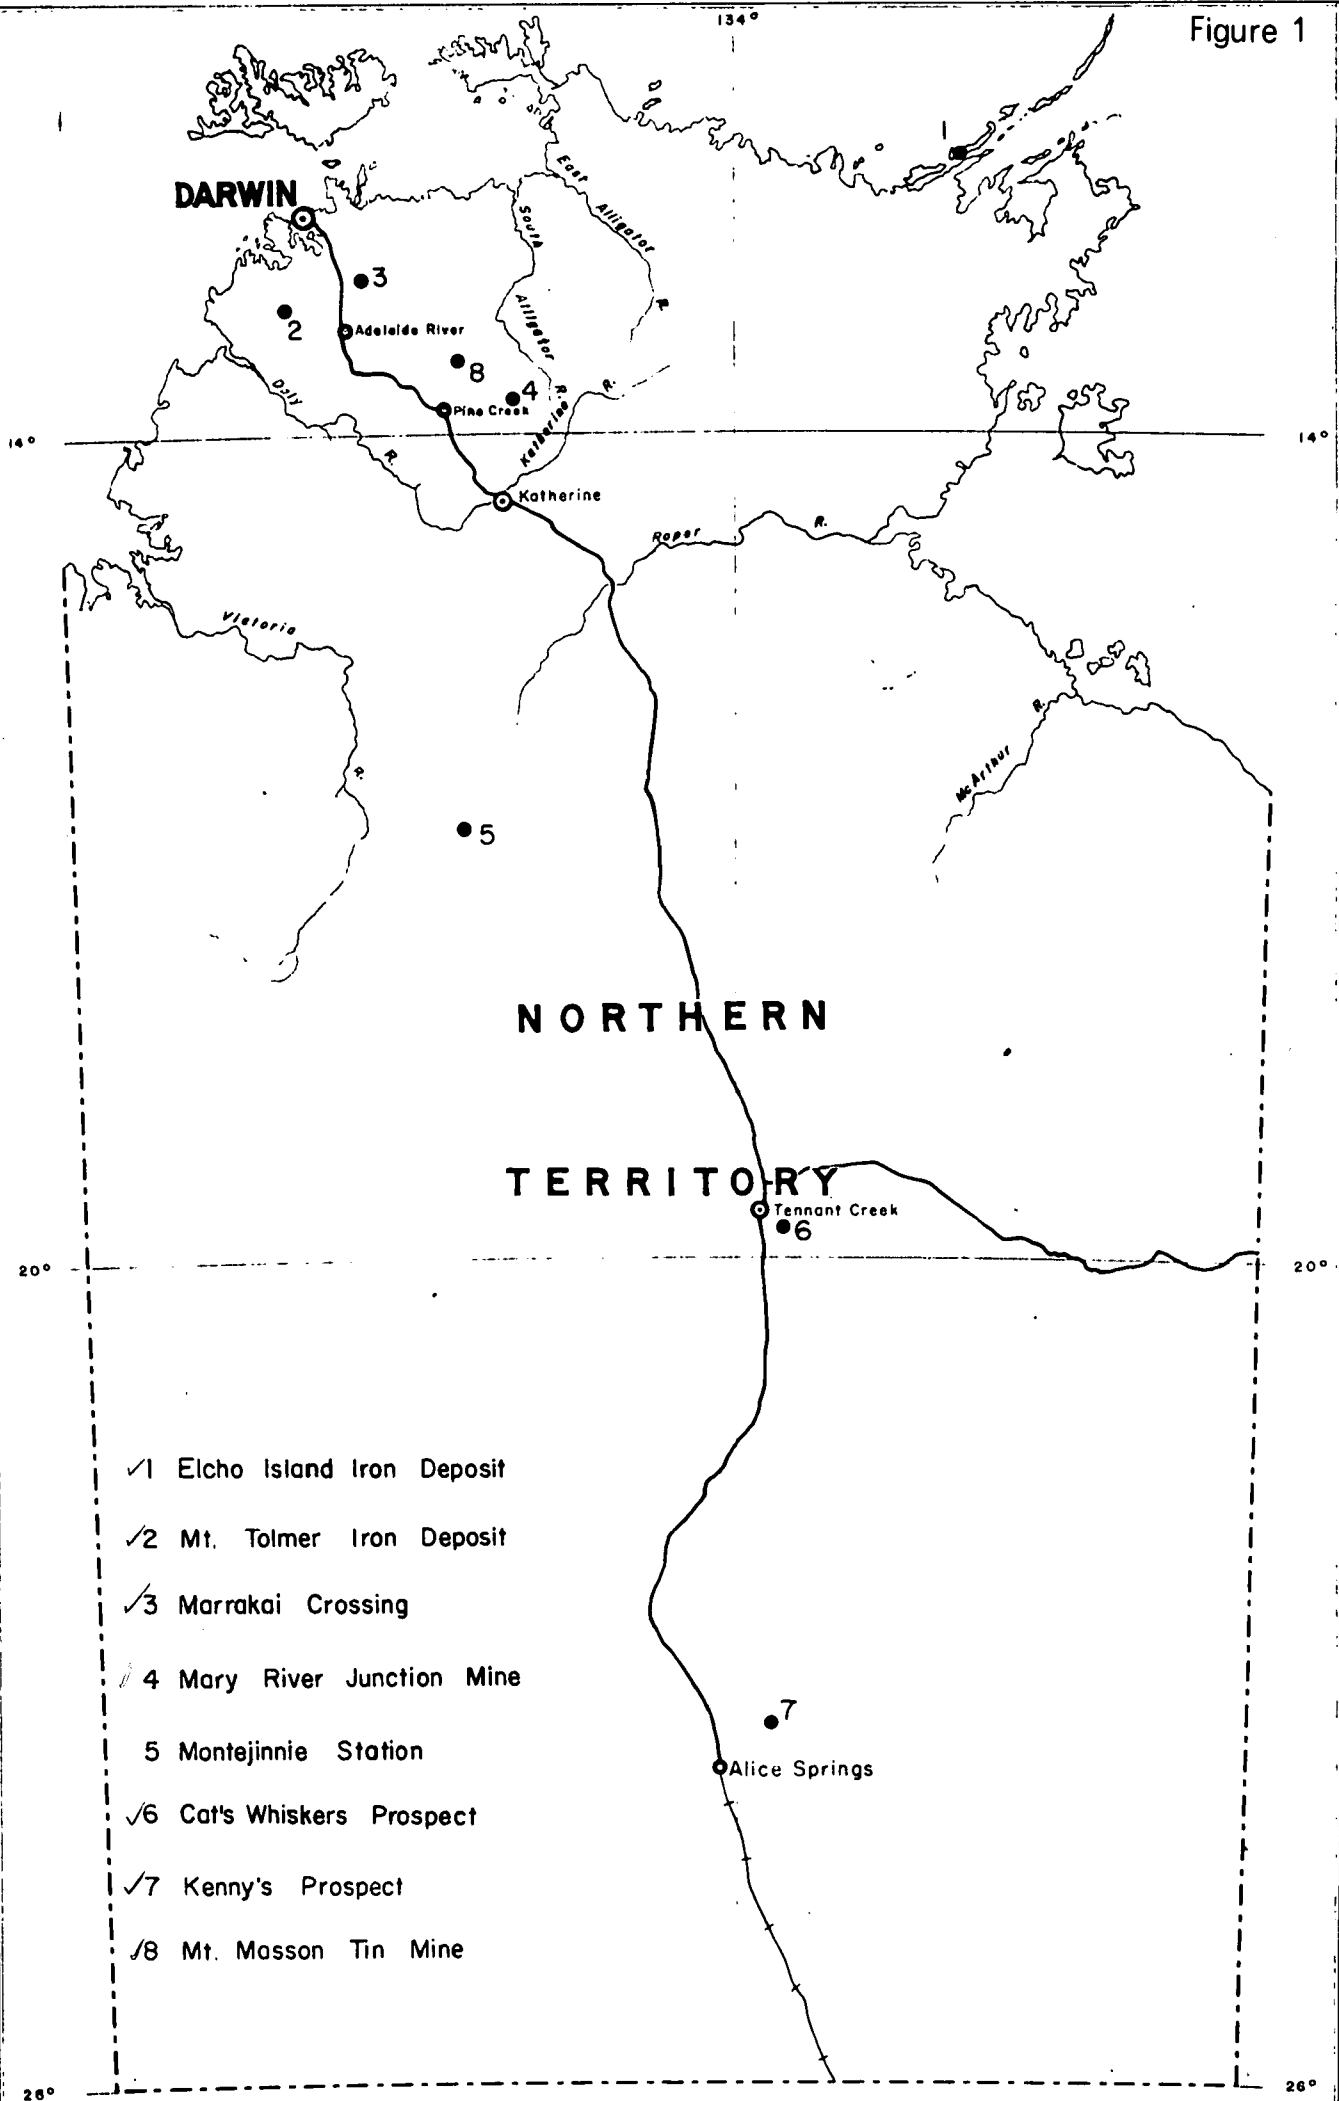 Figure 1
134°
1
DARWIN
East
Alligator
R.
South
Alligator
R.
3
2
Adelaide River
8
4
Pine Creek
Daly
R.
Katharine
R.
14°
14°
Katherine
Roper
R.
Victoria
R.
R.
McArthur
5
NORTHERN
TERRITORY
Tennant Creek
6
20°
20°
✓1 Elcho Island Iron Deposit
✓2 Mt. Tolmer Iron Deposit
✓3 Marrakai Crossing
4 Mary River Junction Mine
5 Montejinnie Station
✓6 Cat's Whiskers Prospect
✓7 Kenny's Prospect
✓8 Mt. Masson Tin Mine
7
Alice Springs
26°
26°